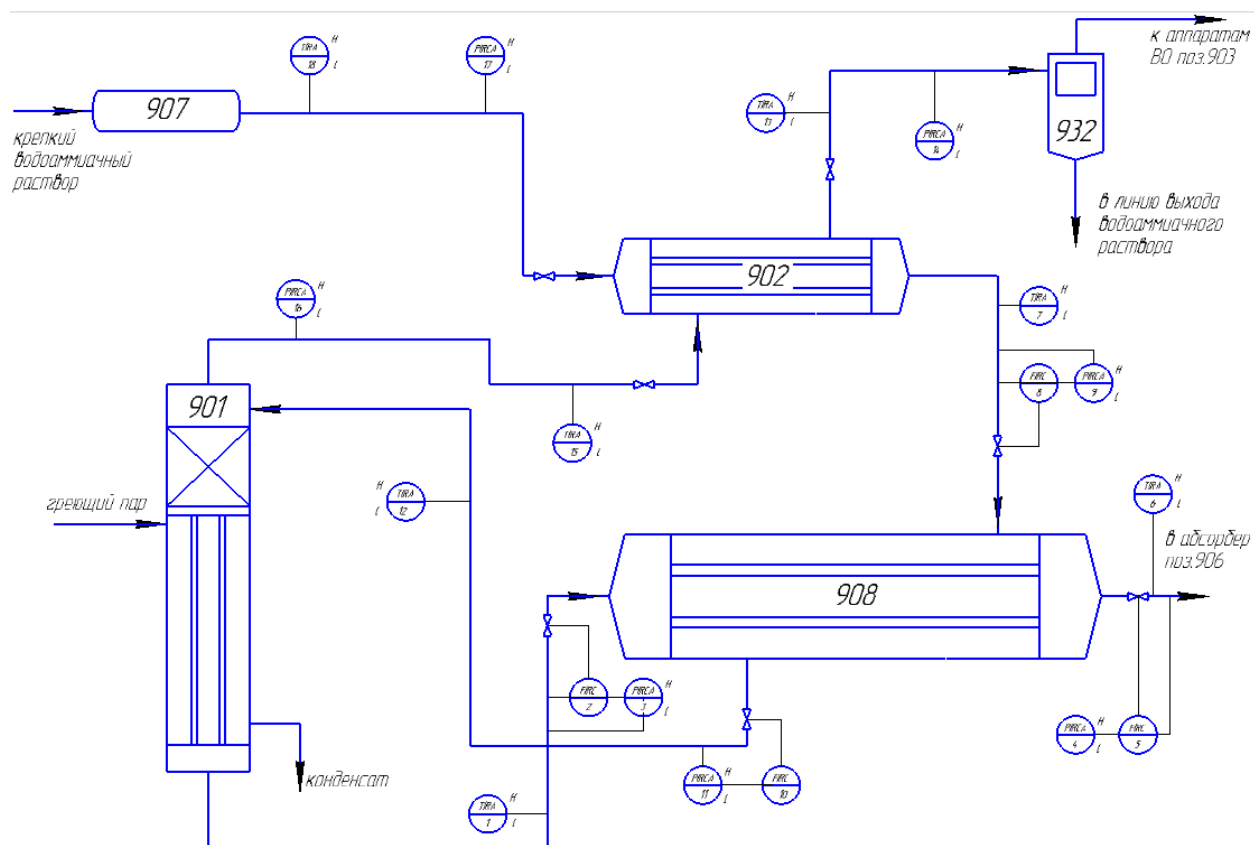 TIRA
18
H
L
PIRCA
17
H
L
к аппаратам
ВО поз.903
907
крепкий
водоаммиачный
раствор
TIRA
13
H
L
PIRCA
14
H
L
932
в линию выхода
водоаммиачного
раствора
902
PIRCA
16
H
L
TIRA
7
H
L
FIRC
8
PIRCA
9
H
L
901
TIRA
15
H
L
греющий пар
TIRA
12
H
L
TIRA
6
H
L
в абсорбер
поз.906
908
FIRC
2
PIRCA
3
H
L
PIRCA
4
H
L
FIRC
5
конденсат
TIRA
1
H
L
PIRCA
11
H
L
FIRC
10